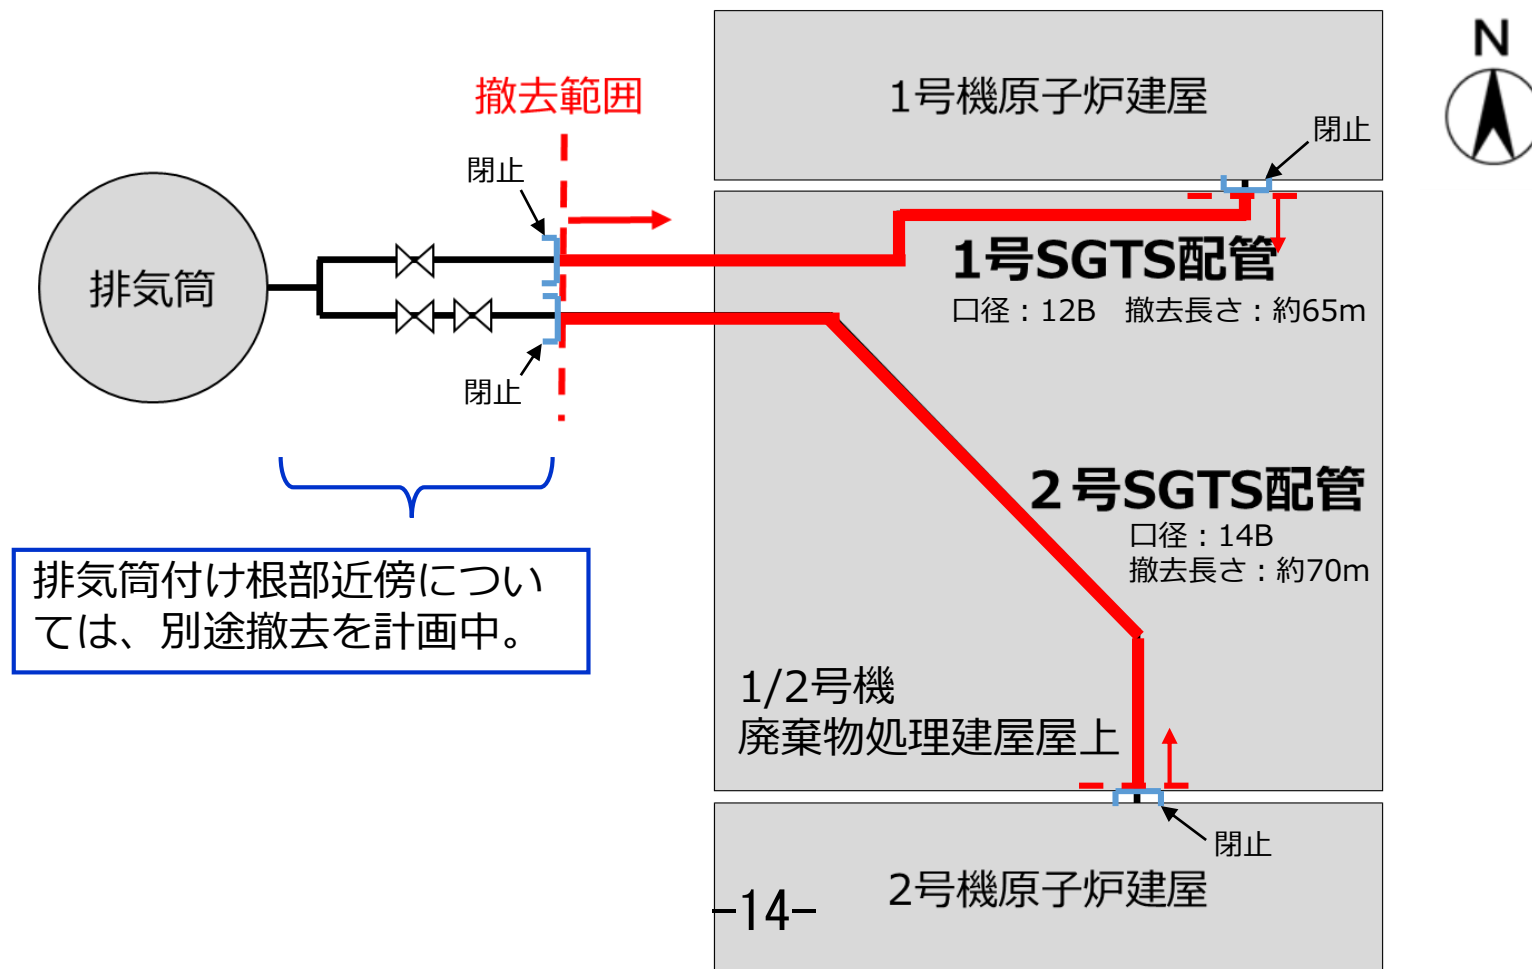 N
1号機原子炉建屋
撤去範囲
閉止
閉止
排気筒
1号SGTS配管
口径：12B　撤去長さ：約65m
閉止
２号SGTS配管
口径：14B
撤去長さ：約70m
排気筒付け根部近傍につい
ては、別途撤去を計画中。
1/2号機
廃棄物処理建屋屋上
閉止
2号機原子炉建屋
-14-